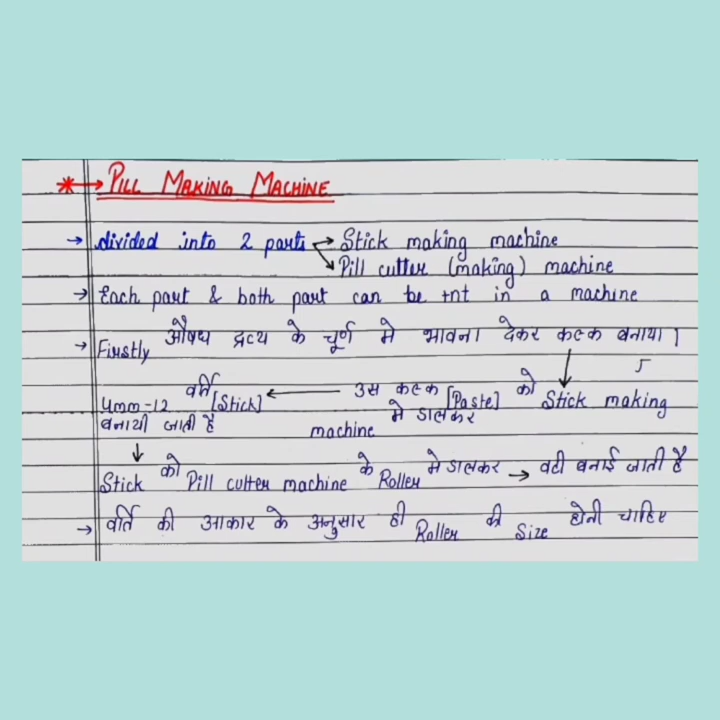 * → PILL MAKING MACHINE
→ divided into 2 parts → Stick making machine
↘ Pill cutter (making) machine
→ Each part & both part can be tnt in a machine
→ Firstly औषध द्रव्य के चूर्ण मे भावना देकर कल्क बनाया।
उस कल्क [Paste] को Stick making
machine मे डालकर
वर्ति [Stick]
4mm-12
बनायी जाती है
Stick को Pill cutter machine के Roller मे डालकर → वटी बनाई जाती है
→ वर्ति की आकार के अनुसार ही Roller की Size होनी चाहिए